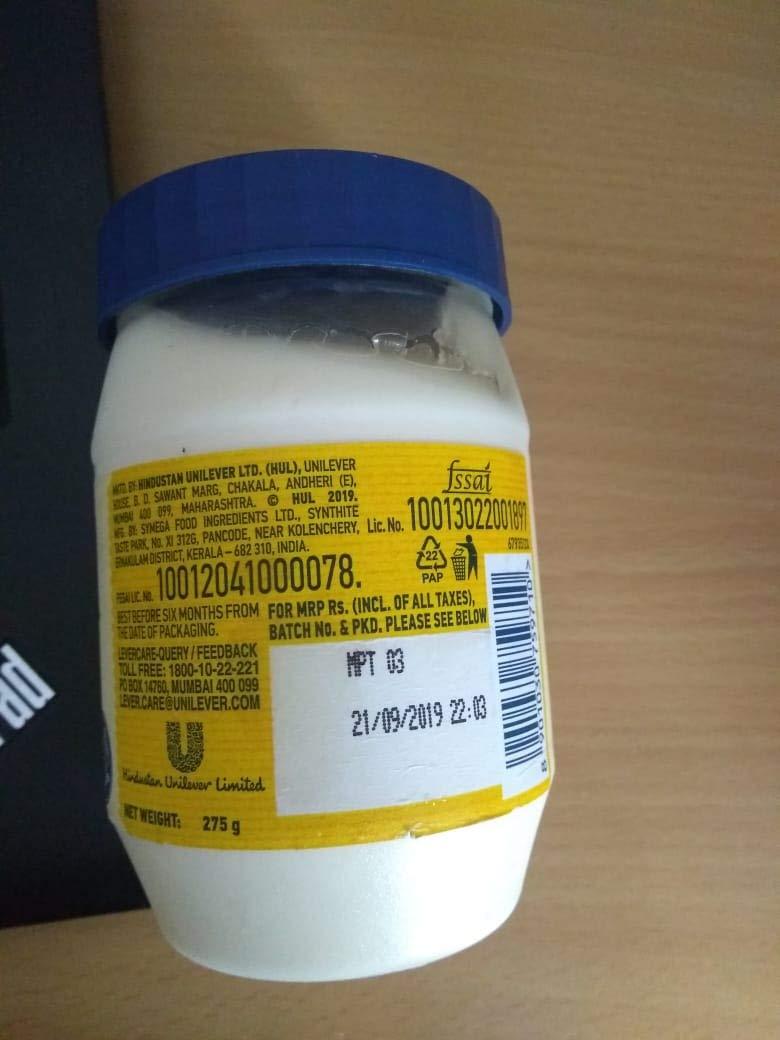 MKTD. BY: HINDUSTAN UNILEVER LTD. (HUL), UNILEVER
HOUSE, B. D. SAWANT MARG, CHAKALA, ANDHERI (E),
MUMBAI 400 099, MAHARASHTRA. © HUL 2019.
MFG. BY: SYMEGA FOOD INGREDIENTS LTD., SYNTHITE
TASTE PARK, No. XI 312G, PANCODE, NEAR KOLENCHERY,
ERNAKULAM DISTRICT, KERALA – 682 310, INDIA.
FSSAI LIC. No. 10012041000078.
BEST BEFORE SIX MONTHS FROM
THE DATE OF PACKAGING.
LEVERCARE-QUERY / FEEDBACK
TOLL FREE: 1800-10-22-221
PO BOX 14760, MUMBAI 400 099
LEVER.CARE@UNILEVER.COM
Hindustan Unilever Limited
NET WEIGHT: 275 g
fssai
Lic. No. 10013022001897
22
PAP
FOR MRP Rs. (INCL. OF ALL TAXES),
BATCH No. & PKD. PLEASE SEE BELOW
MPT 03
21/09/2019 22:03